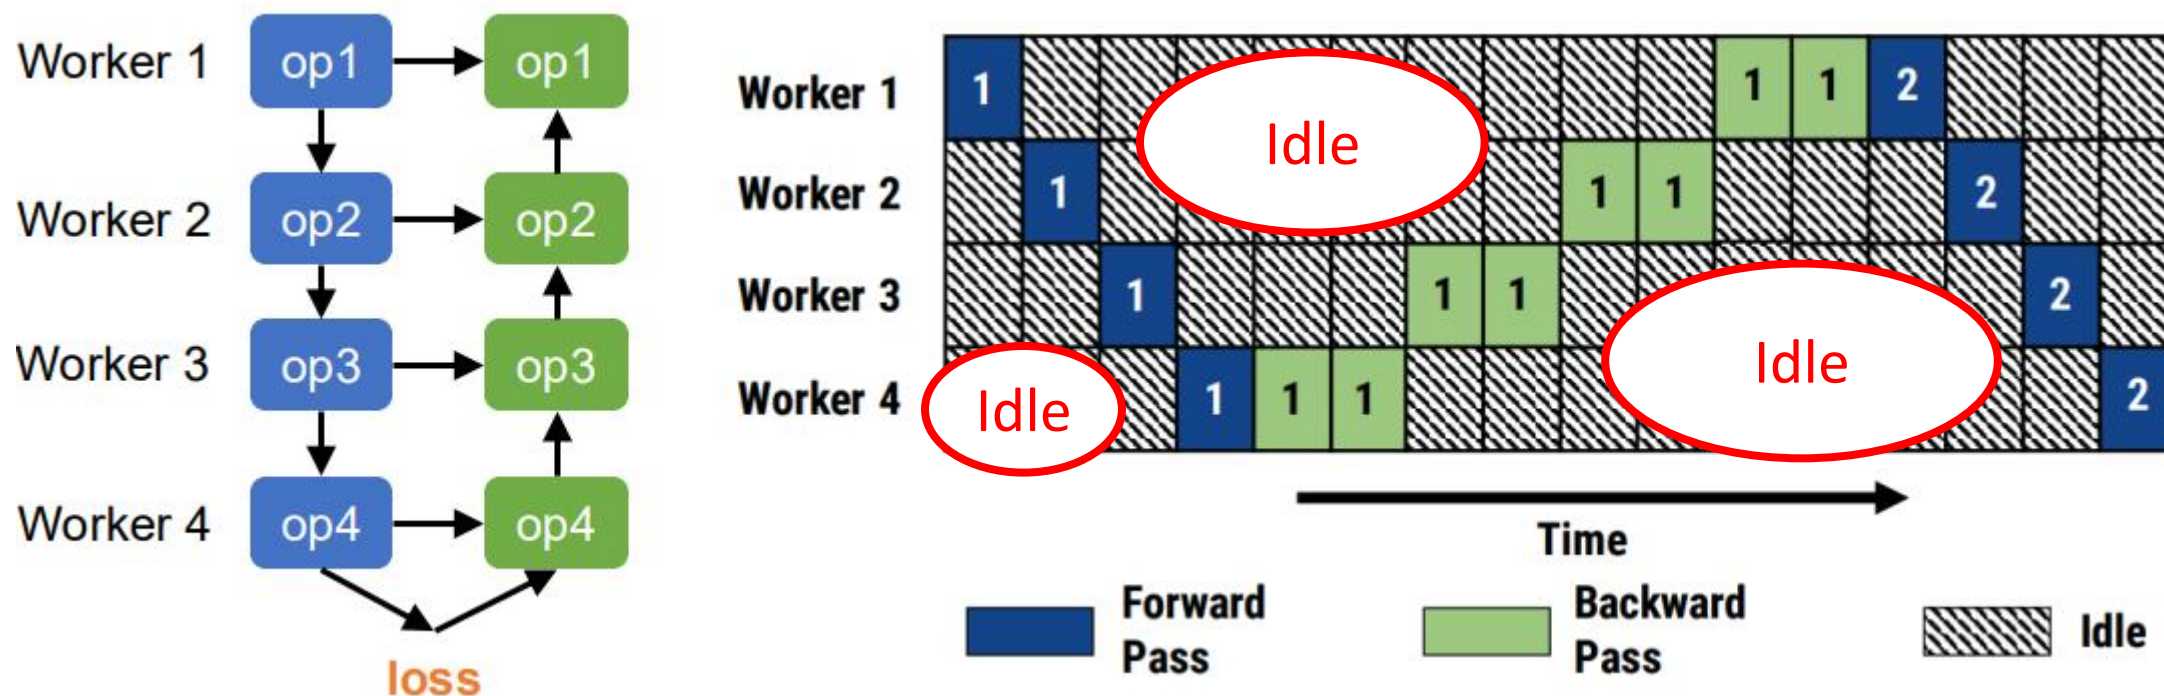 Worker 1
op1
op1
Worker 2
op2
op2
Worker 3
op3
op3
Worker 4
op4
op4
loss
Worker 1
1
Idle
1
1
2
Worker 2
1
1
1
2
Worker 3
1
1
1
2
Idle
Worker 4
Idle
1
1
1
2
Time
Forward
Pass
Backward
Pass
Idle